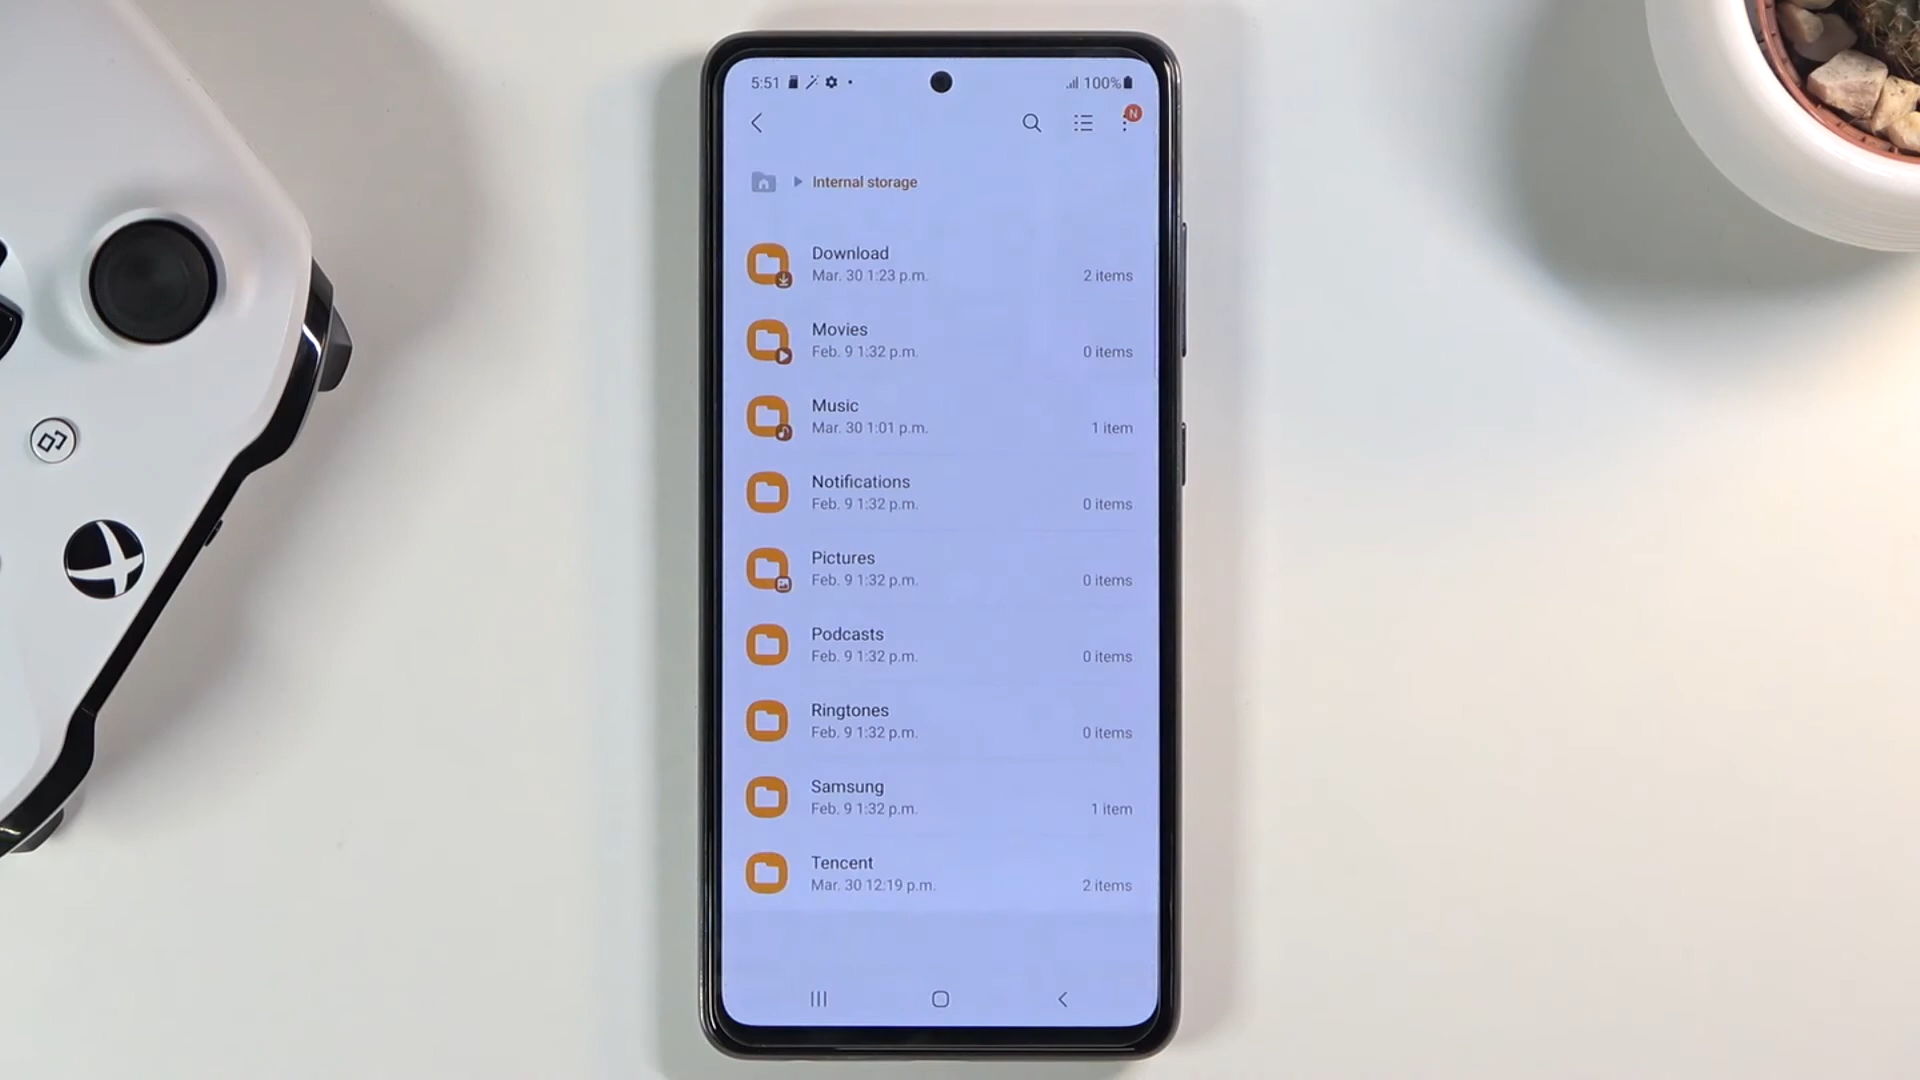 5:51
100%
N
Internal storage
Download
Mar. 30 1:23 p.m.
2 items
Movies
Feb. 9 1:32 p.m.
0 items
Music
Mar. 30 1:01 p.m.
1 item
Notifications
Feb. 9 1:32 p.m.
0 items
Pictures
Feb. 9 1:32 p.m.
0 items
Podcasts
Feb. 9 1:32 p.m.
0 items
Ringtones
Feb. 9 1:32 p.m.
0 items
Samsung
Feb. 9 1:32 p.m.
1 item
Tencent
Mar. 30 12:19 p.m.
2 items